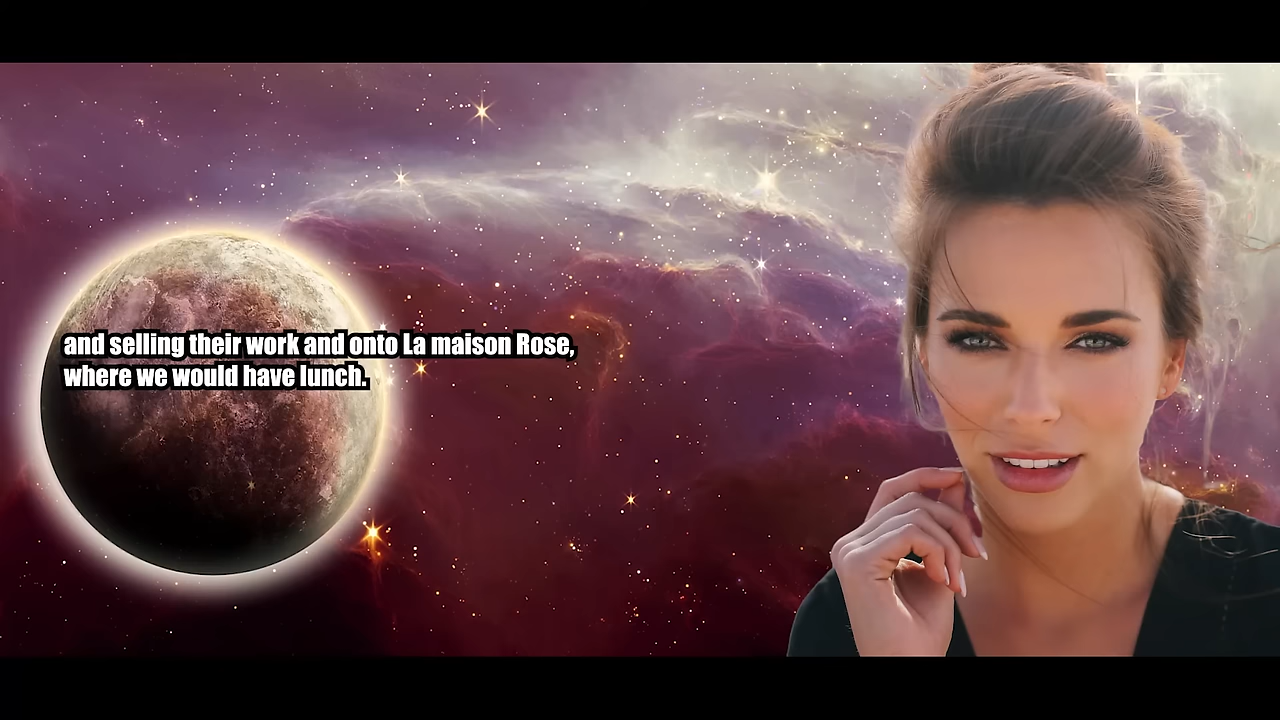 and selling their work and onto La maison Rose,
where we would have lunch.